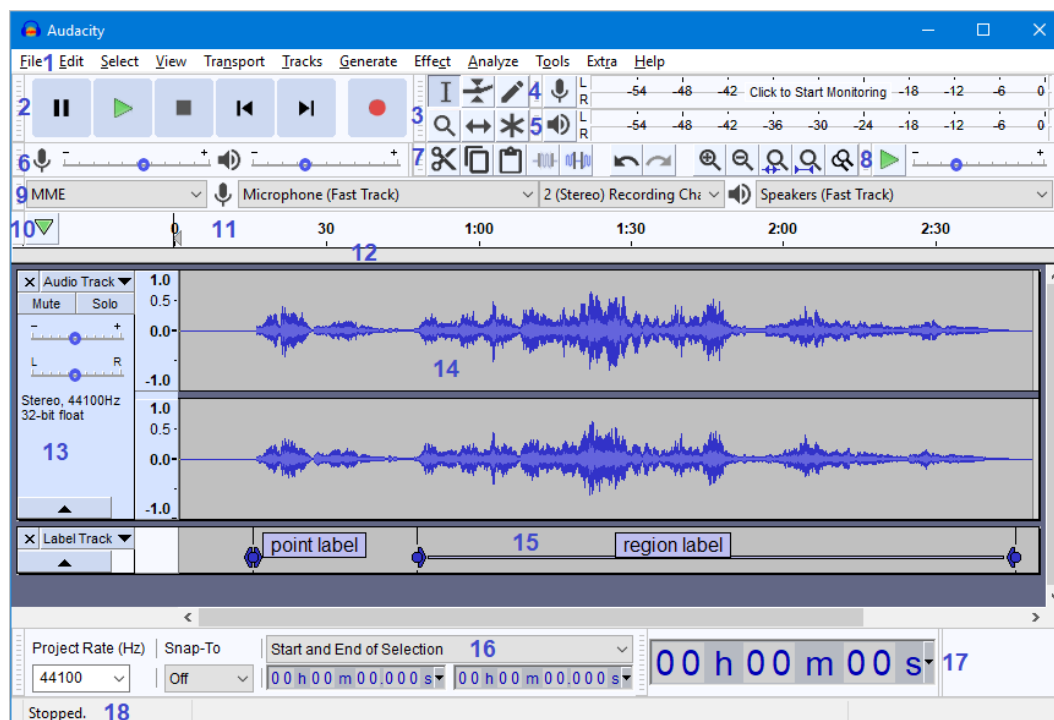 Audacity
File 1 Edit Select View Transport Tracks Generate Effect Analyze Tools Extra Help
2 3 4 L R -54 -48 -42 Click to Start Monitoring -18 -12 -6 0
5 L R -54 -48 -42 -36 -30 -24 -18 -12 -6 0
6 - + - + 7 8 - +
9 MME Microphone (Fast Track) 2 (Stereo) Recording Cha Speakers (Fast Track)
10 0 11 30 1:00 1:30 2:00 2:30
12
X Audio Track 1.0
Mute Solo 0.5
- + 0.0
L R 14
-1.0
Stereo, 44100Hz 1.0
32-bit float 0.5
13 0.0
-1.0
X Label Track point label 15 region label
Project Rate (Hz) Snap-To Start and End of Selection 16
44100 Off 00 h 00 m 00.000 s 00 h 00 m 00.000 s 00 h 00 m 00 s 17
Stopped. 18